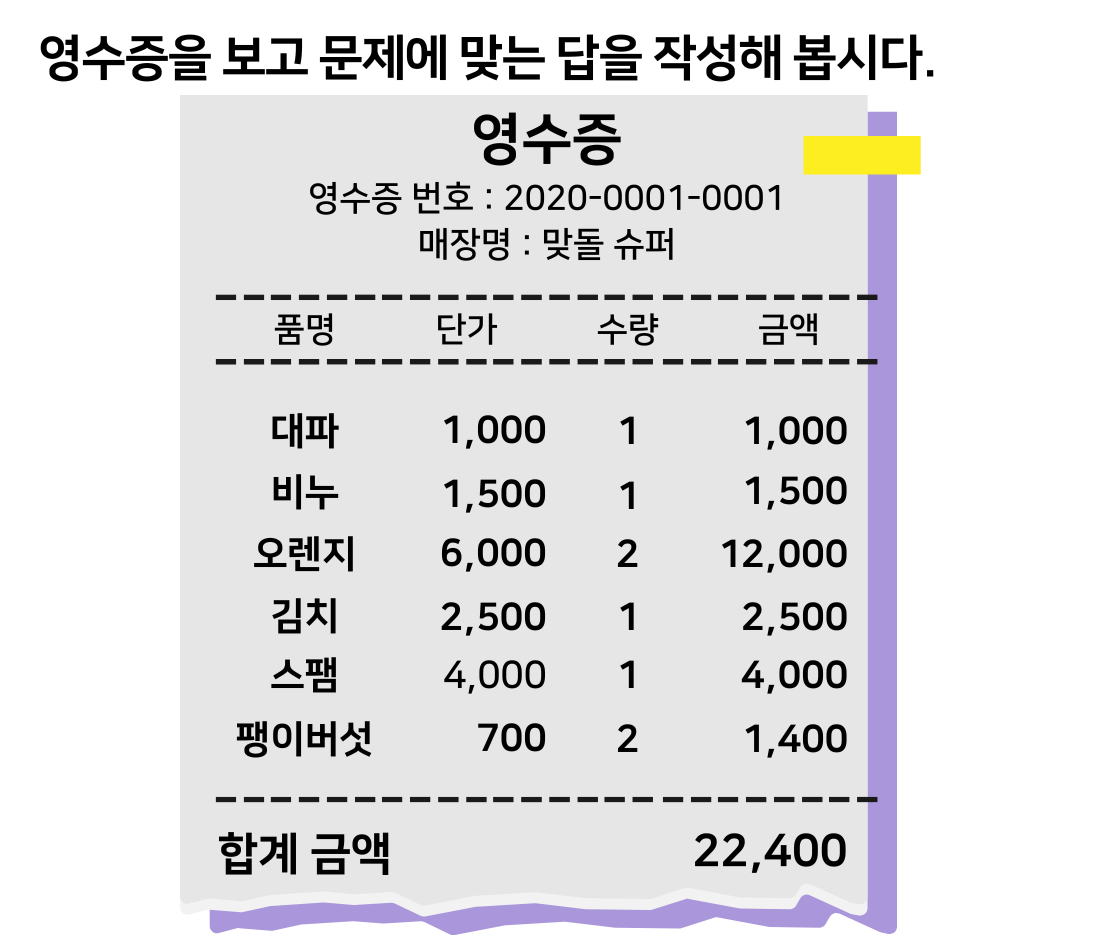 영수증을 보고 문제에 맞는 답을 작성해 봅시다.
영수증
영수증 번호 : 2020-0001-0001
매장명 : 맞돌 슈퍼
품명 단가 수량 금액
대파 1,000 1 1,000
비누 1,500 1 1,500
오렌지 6,000 2 12,000
김치 2,500 1 2,500
스팸 4,000 1 4,000
팽이버섯 700 2 1,400
합계 금액 22,400